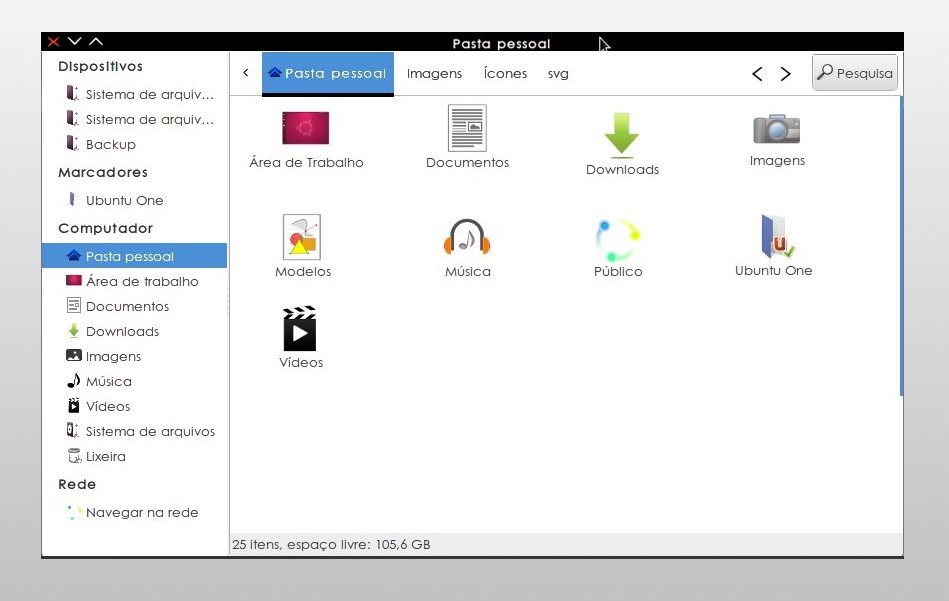 Pasta pessoal
Dispositivos
Sistema de arquiv...
Sistema de arquiv...
Backup
Marcadores
Ubuntu One
Computador
Pasta pessoal
Área de trabalho
Documentos
Downloads
Imagens
Música
Vídeos
Sistema de arquivos
Lixeira
Rede
Navegar na rede
Pasta pessoal Imagens Ícones svg Pesquisa
Área de Trabalho Documentos Downloads Imagens
Modelos Música Público Ubuntu One
Vídeos
25 itens, espaço livre: 105,6 GB